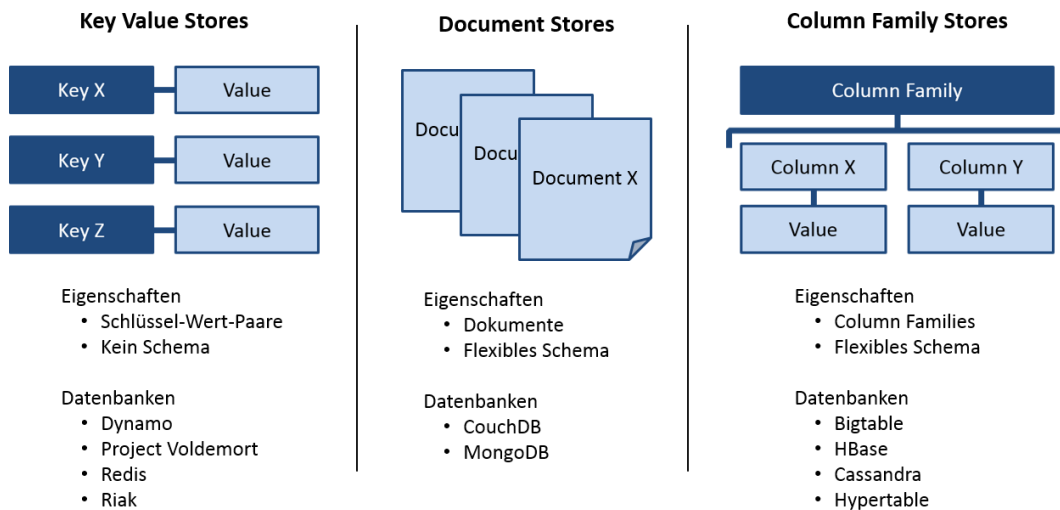 Key Value Stores
Key X
Value
Key Y
Value
Key Z
Value
Eigenschaften
• Schlüssel-Wert-Paare
• Kein Schema
Datenbanken
• Dynamo
• Project Voldemort
• Redis
• Riak
Document Stores
Docu
Docu
Document X
Eigenschaften
• Dokumente
• Flexibles Schema
Datenbanken
• CouchDB
• MongoDB
Column Family Stores
Column Family
Column X
Column Y
Value
Value
Eigenschaften
• Column Families
• Flexibles Schema
Datenbanken
• Bigtable
• HBase
• Cassandra
• Hypertable